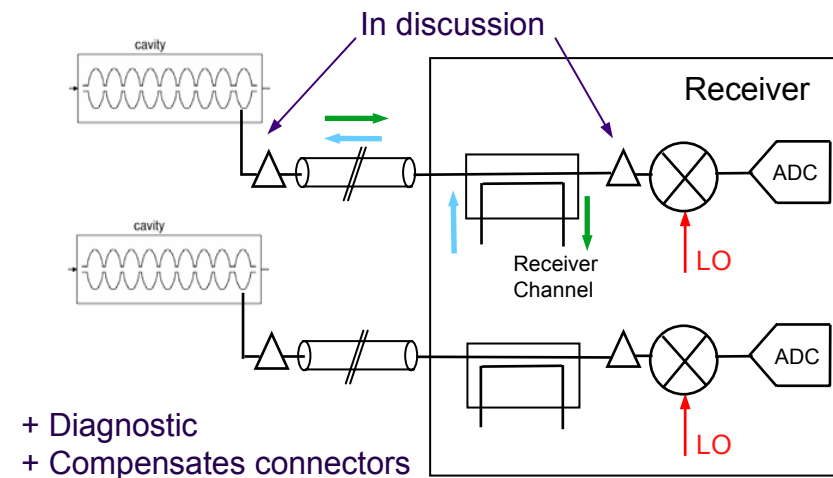 In discussion
cavity
Receiver
ADC
Receiver
Channel
LO
cavity
ADC
LO
+ Diagnostic
+ Compensates connectors